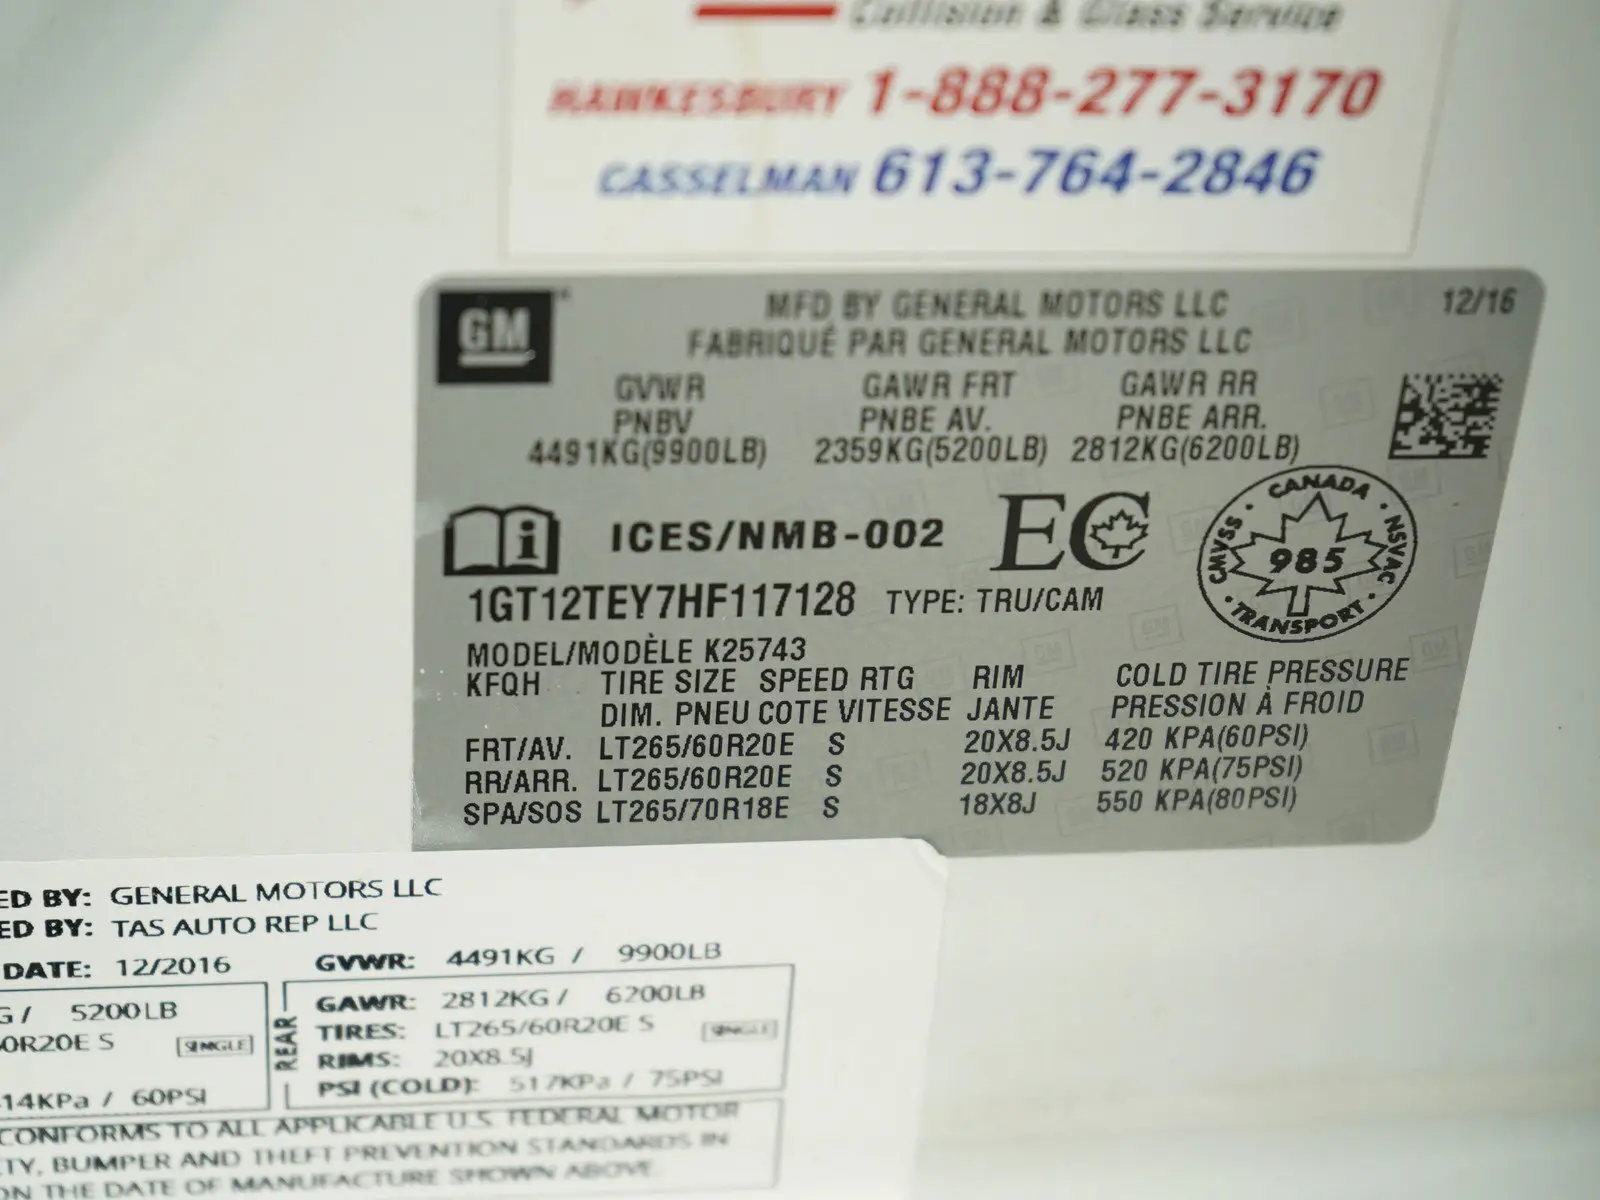 Collision & Glass Service
HAWKESBURY 1-888-277-3170
CASSELMAN 613-764-2846
GM
MFD BY GENERAL MOTORS LLC 12/16
FABRIQUÉ PAR GENERAL MOTORS LLC
GVWR GAWR FRT GAWR RR
PNBV PNBE AV. PNBE ARR.
4491KG(9900LB) 2359KG(5200LB) 2812KG(6200LB)
i ICES/NMB-002 EC
CANADA
CMVSS 985 NSVAC
TRANSPORT
1GT12TEY7HF117128 TYPE: TRU/CAM
MODEL/MODÈLE K25743
KFQH TIRE SIZE SPEED RTG RIM COLD TIRE PRESSURE
DIM. PNEU COTE VITESSE JANTE PRESSION À FROID
FRT/AV. LT265/60R20E S 20X8.5J 420 KPA(60PSI)
RR/ARR. LT265/60R20E S 20X8.5J 520 KPA(75PSI)
SPA/SOS LT265/70R18E S 18X8J 550 KPA(80PSI)
ED BY: GENERAL MOTORS LLC
ED BY: TAS AUTO REP LLC
DATE: 12/2016 GVWR: 4491KG / 9900LB
G / 5200LB
0R20E S SINGLE
14KPa / 60PSI
REAR
GAWR: 2812KG / 6200LB
TIRES: LT265/60R20E S SINGLE
RIMS: 20X8.5J
PSI (COLD): 517KPa / 75PSI
CONFORMS TO ALL APPLICABLE U.S. FEDERAL MOTOR
TY, BUMPER AND THEFT PREVENTION STANDARDS IN
ON THE DATE OF MANUFACTURE SHOWN ABOVE.